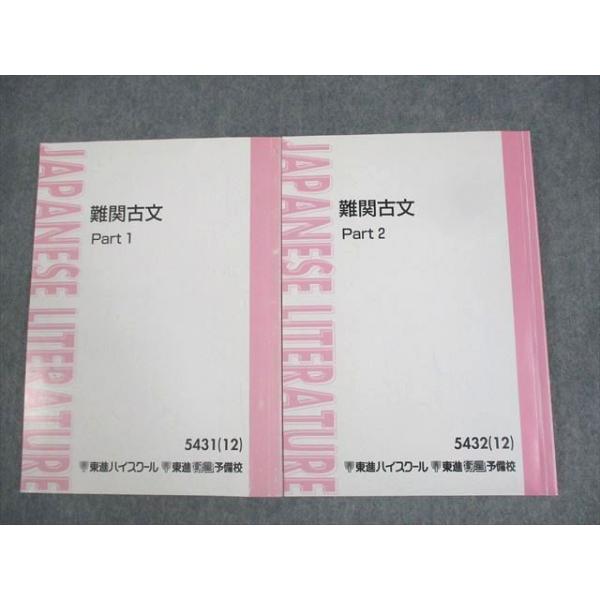 JAPANESE LITERATURE
難関古文
Part 1
5431(12)
東進ハイスクール 東進衛星予備校
JAPANESE LITERATURE
難関古文
Part 2
5432(12)
東進ハイスクール 東進衛星予備校